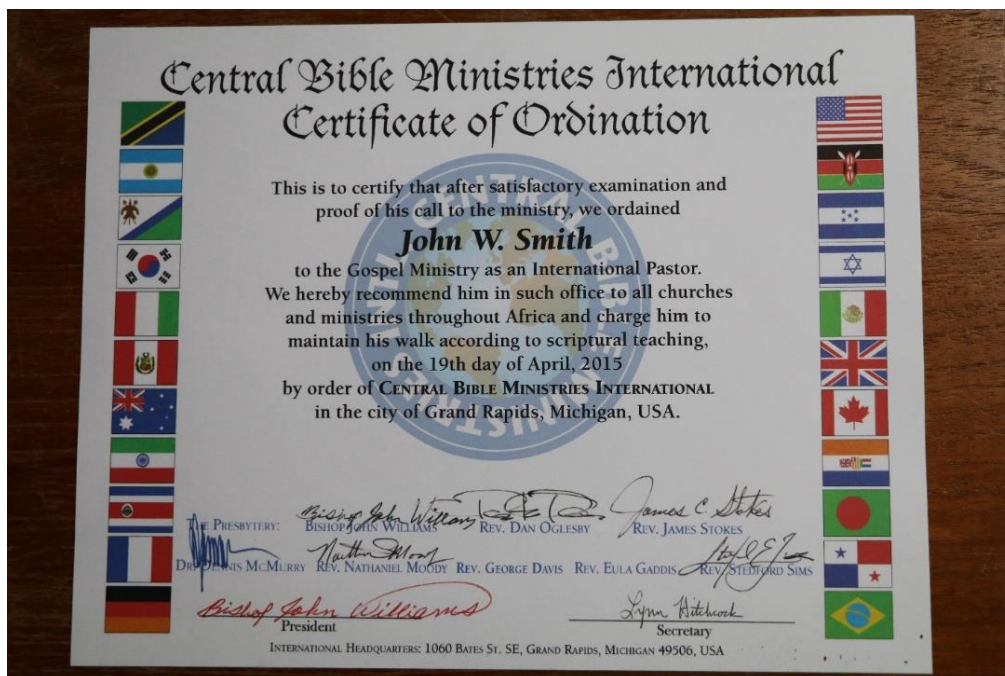 Central Bible Ministries International
Certificate of Ordination
CENTRAL BIBLE MINISTRIES INT'L
This is to certify that after satisfactory examination and
proof of his call to the ministry, we ordained
John W. Smith
to the Gospel Ministry as an International Pastor.
We hereby recommend him in such office to all churches
and ministries throughout Africa and charge him to
maintain his walk according to scriptural teaching,
on the 19th day of April, 2015
by order of CENTRAL BIBLE MINISTRIES INTERNATIONAL
in the city of Grand Rapids, Michigan, USA.
Bishop John Williams James C. Stokes
PRESBYTERY: BISHOP JOHN WILLIAMS REV. DAN OGLESBY REV. JAMES STOKES
DR. DENNIS MCMURRY REV. NATHANIEL MOODY REV. GEORGE DAVIS REV. EULA GADDIS REV. STEDFORD SIMS
Bishop John Williams Lynn Hitchcock
President Secretary
INTERNATIONAL HEADQUARTERS: 1060 BATES ST. SE, GRAND RAPIDS, MICHIGAN 49506, USA